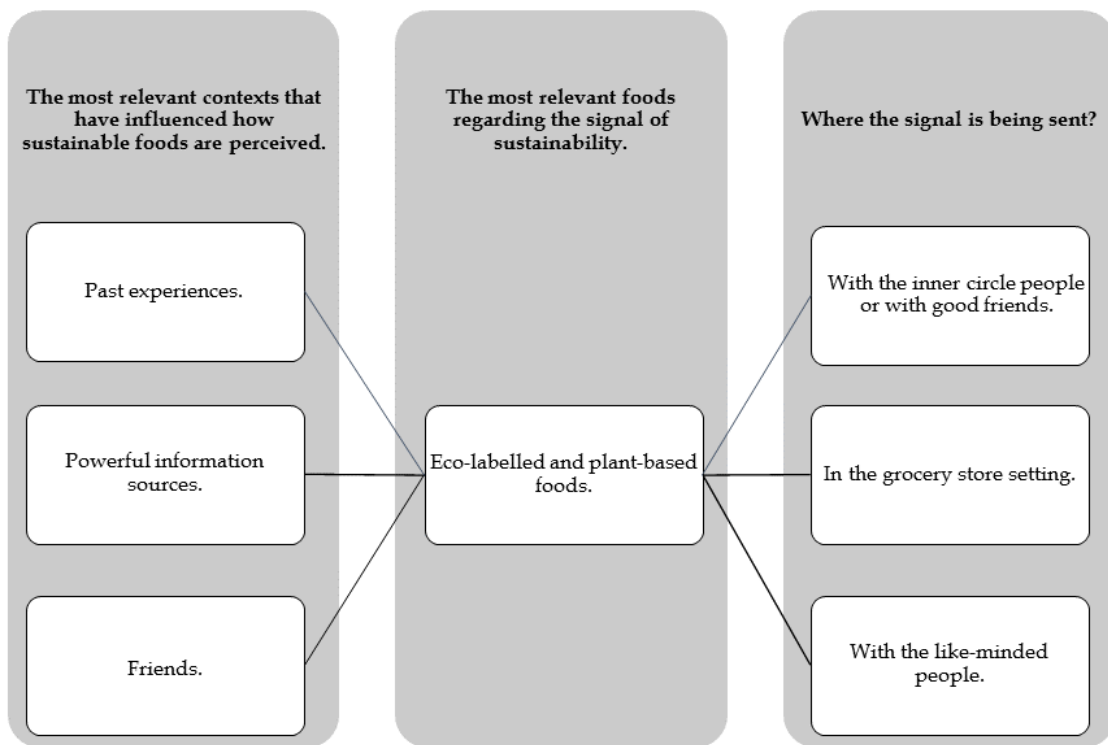 The most relevant contexts that
have influenced how
sustainable foods are perceived.
Past experiences.
Powerful information
sources.
Friends.
The most relevant foods
regarding the signal of
sustainability.
Eco-labelled and plant-based
foods.
Where the signal is being sent?
With the inner circle people
or with good friends.
In the grocery store setting.
With the like-minded
people.